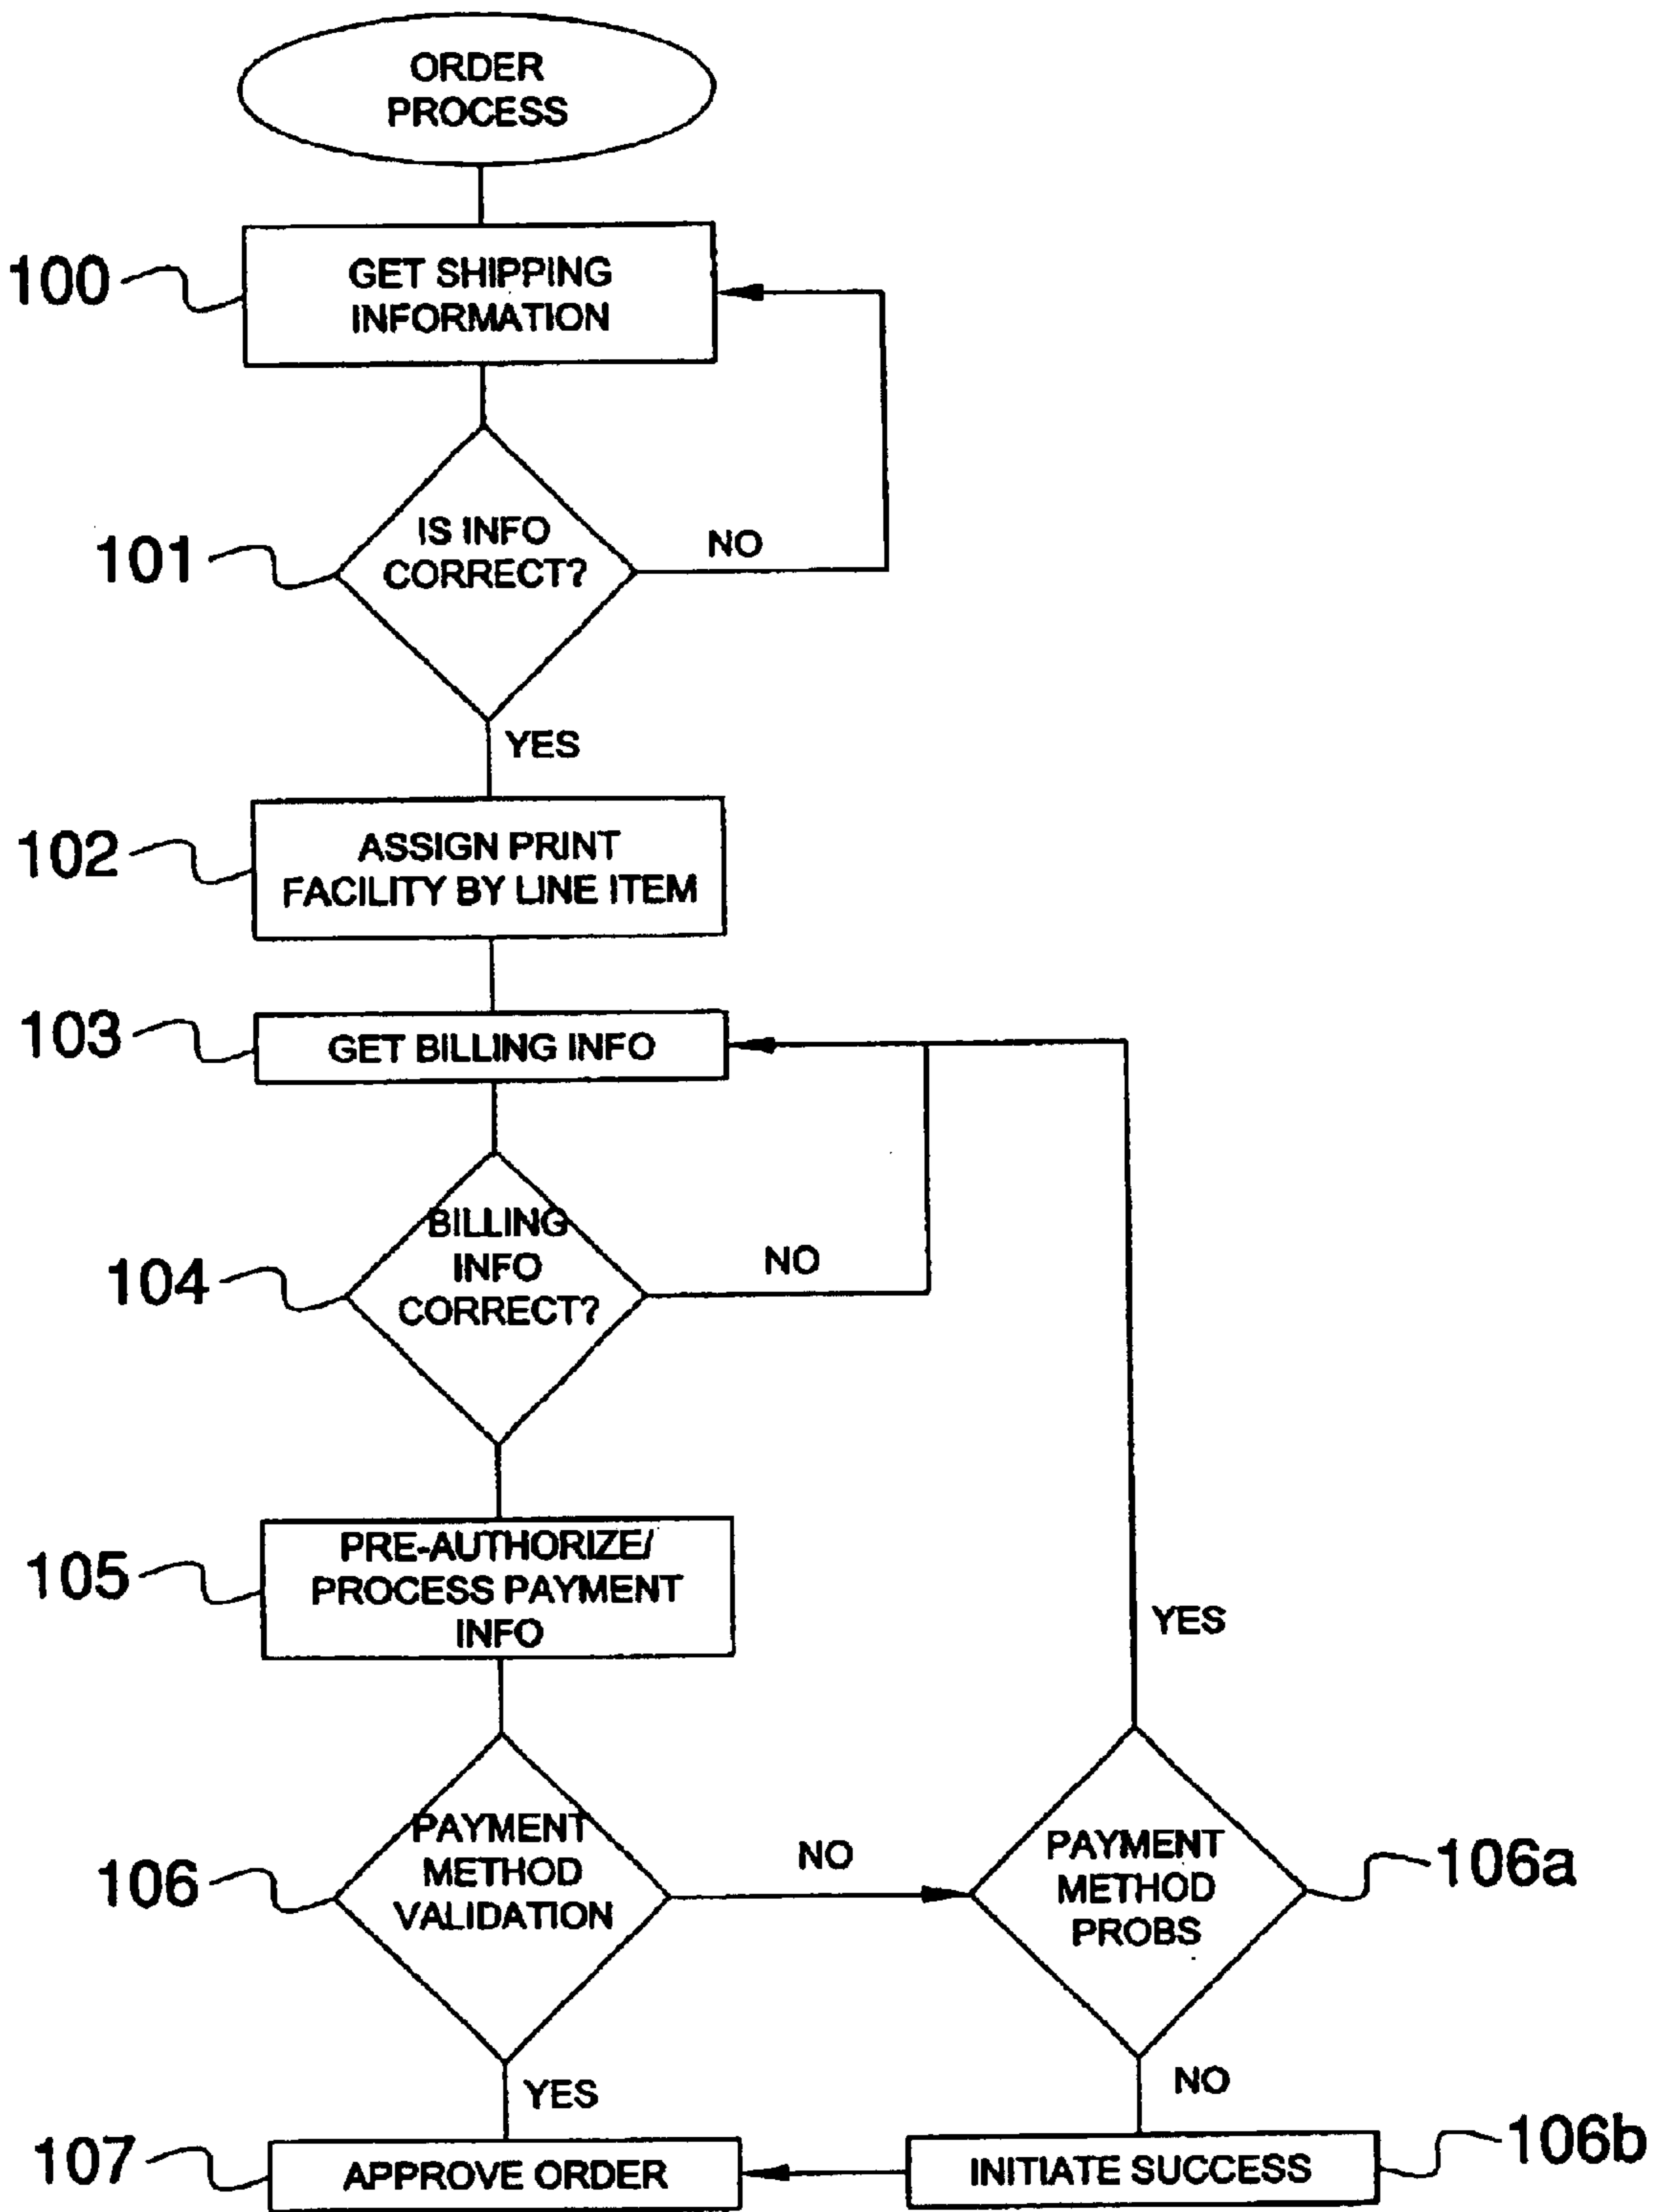 ORDER
PROCESS
100
GET SHIPPING
INFORMATION
101
IS INFO
CORRECT?
NO
YES
102
ASSIGN PRINT
FACILITY BY LINE ITEM
103
GET BILLING INFO
104
BILLING
INFO
CORRECT?
NO
105
PRE-AUTHORIZE/
PROCESS PAYMENT
INFO
YES
106
PAYMENT
METHOD
VALIDATION
NO
PAYMENT
METHOD
PROBS
106a
YES
NO
107
APPROVE ORDER
INITIATE SUCCESS
106b